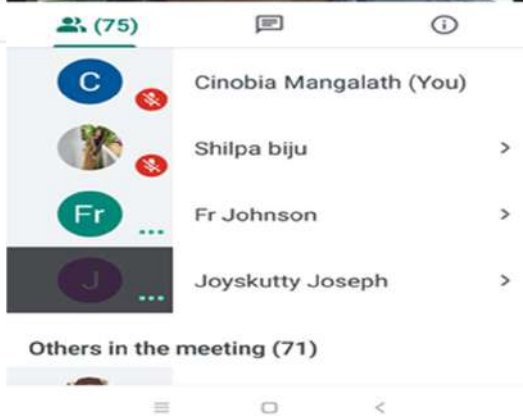 (75)
C Cinobia Mangalath (You)
Shilpa biju
Fr Fr Johnson
J Joyskutty Joseph
Others in the meeting (71)